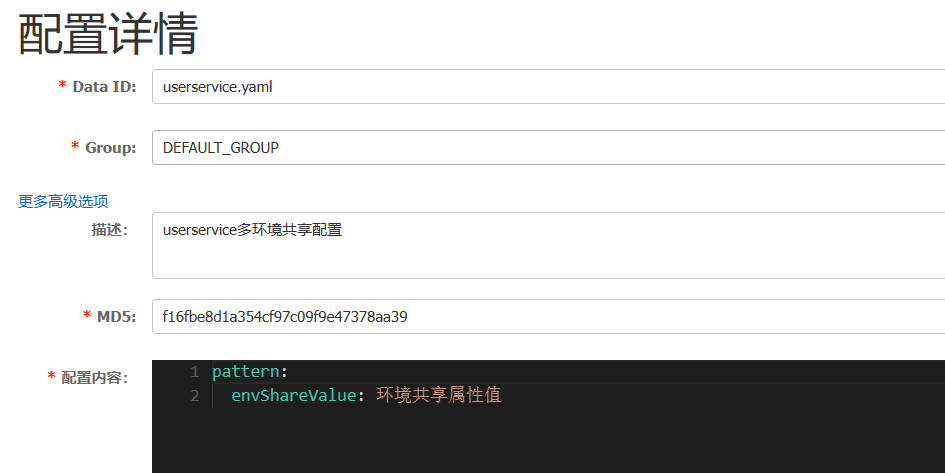 配置详情
* Data ID: userservice.yaml
* Group: DEFAULT_GROUP
更多高级选项
描述: userservice多环境共享配置
* MD5: f16fbe8d1a354cf97c09f9e47378aa39
* 配置内容: 1 pattern:
2 envShareValue: 环境共享属性值